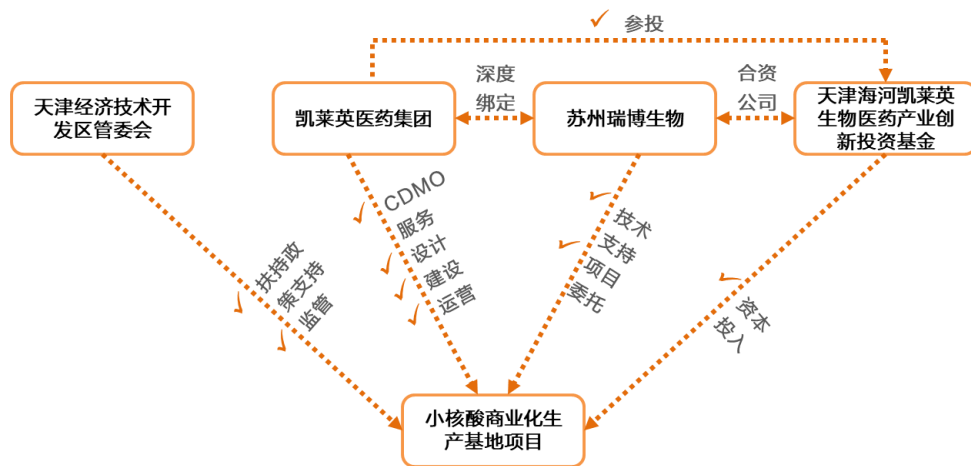 参投
天津经济技术开
发区管委会
凯莱英医药集团
深度
绑定
苏州瑞博生物
合资
公司
天津海河凯莱英
生物医药产业创
新投资基金
扶持政
策支持
监管
CDMO
服务
设计
建设
运营
技术
支持
项目
委托
资本
投入
小核酸商业化生
产基地项目